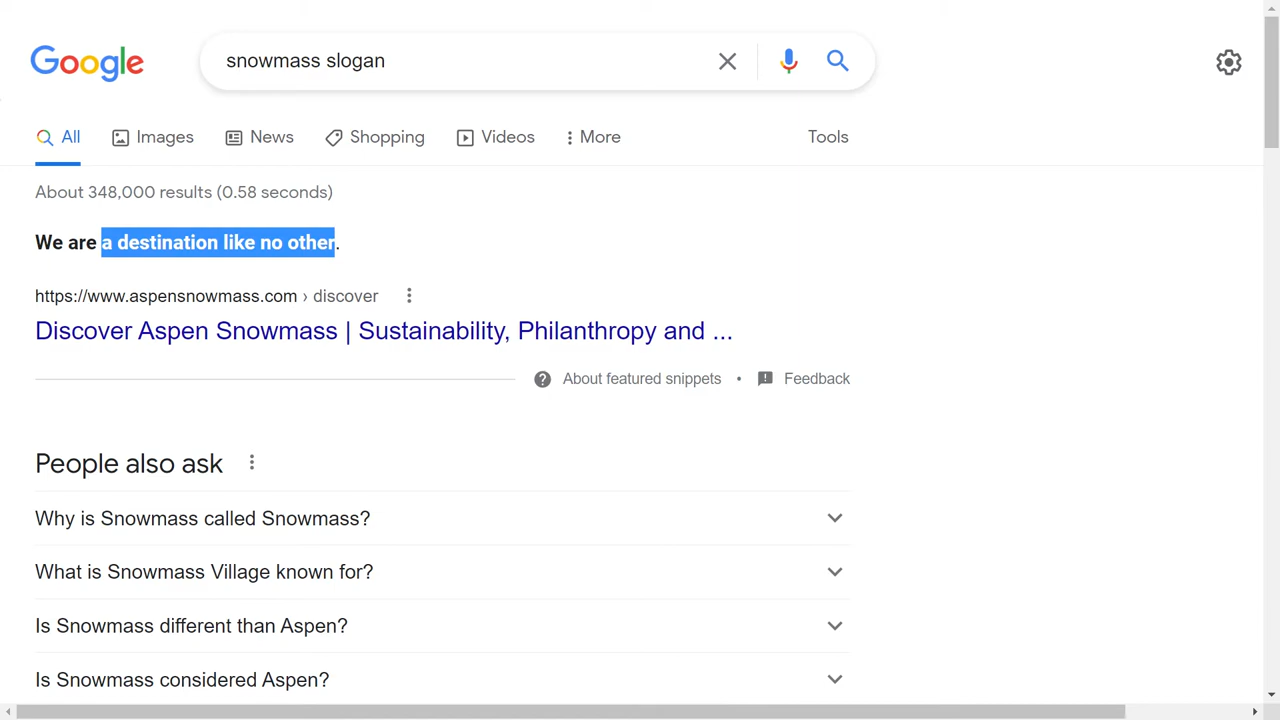 Google
snowmass slogan
All
Images
News
Shopping
Videos
More
Tools
About 348,000 results (0.58 seconds)
We are a destination like no other.
https://www.aspensnowmass.com › discover
Discover Aspen Snowmass | Sustainability, Philanthropy and ...
About featured snippets • Feedback
People also ask
Why is Snowmass called Snowmass?
What is Snowmass Village known for?
Is Snowmass different than Aspen?
Is Snowmass considered Aspen?